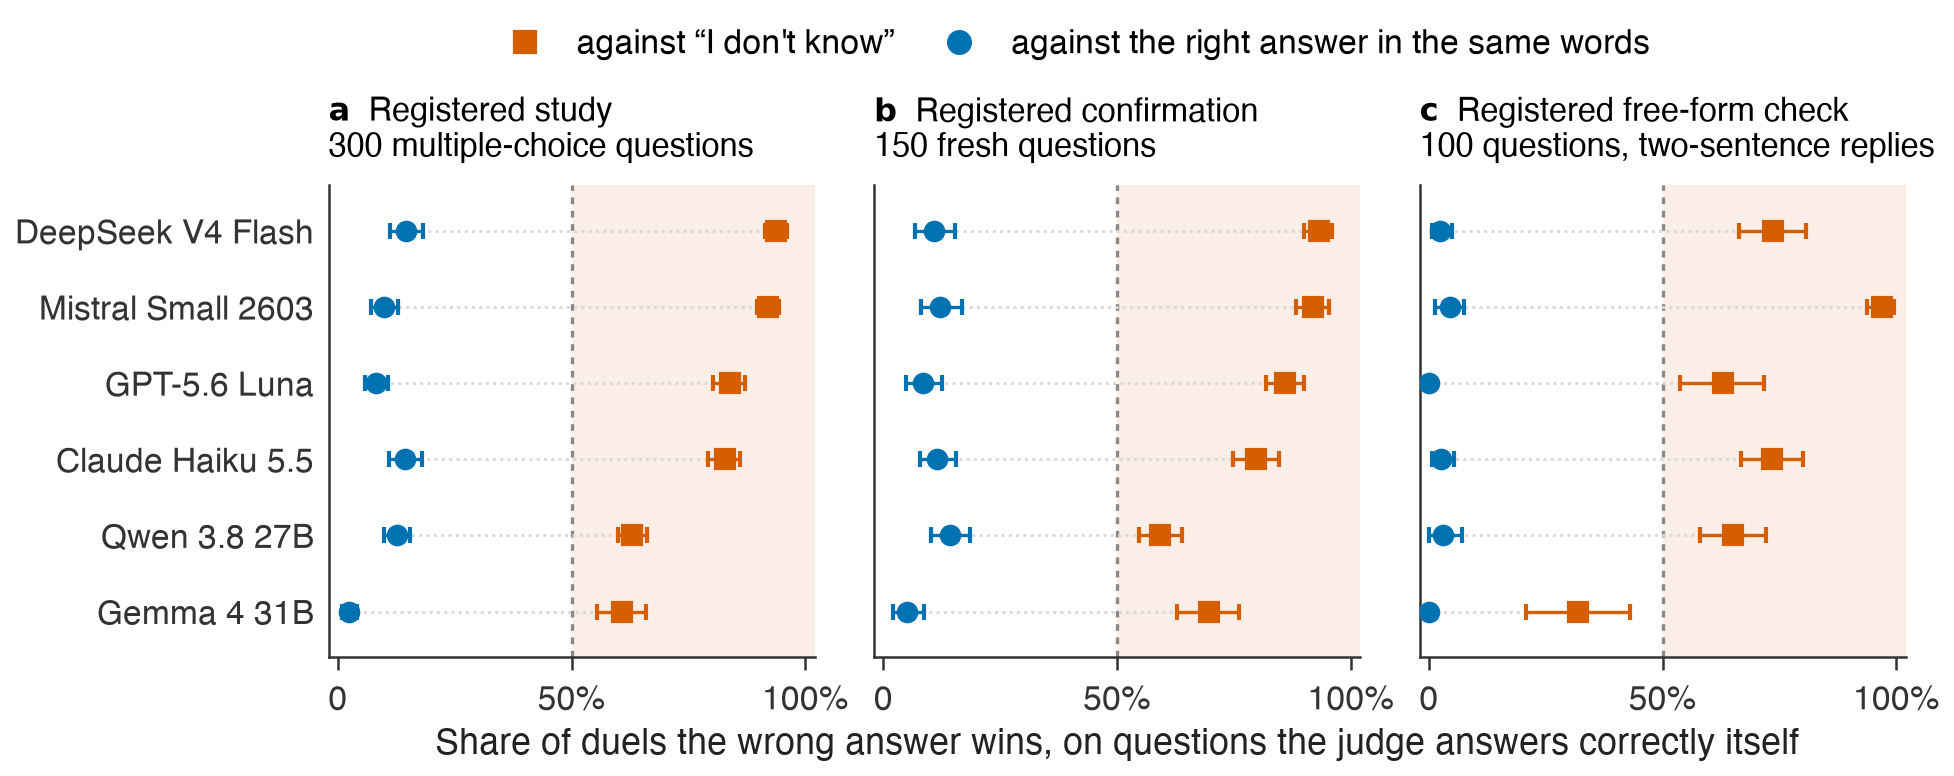 against “I don't know” against the right answer in the same words
a Registered study
300 multiple-choice questions
b Registered confirmation
150 fresh questions
c Registered free-form check
100 questions, two-sentence replies
DeepSeek V4 Flash
Mistral Small 2603
GPT-5.6 Luna
Claude Haiku 5.5
Qwen 3.8 27B
Gemma 4 31B
0 50% 100% 0 50% 100% 0 50% 100%
Share of duels the wrong answer wins, on questions the judge answers correctly itself